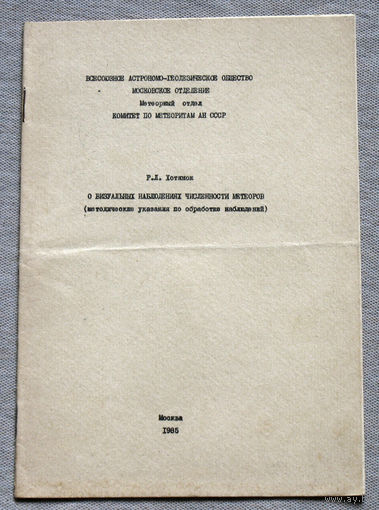 ВСЕСОЮЗНОЕ АСТРОНОМО-ГЕОДЕЗИЧЕСКОЕ ОБЩЕСТВО
МОСКОВСКОЕ ОТДЕЛЕНИЕ
Метеорный отдел
КОМИТЕТ ПО МЕТЕОРИТАМ АН СССР
Р.Л. Хотинок
О ВИЗУАЛЬНЫХ НАБЛЮДЕНИЯХ ЧИСЛЕННОСТИ МЕТЕОРОВ
(методические указания по обработке наблюдений)
Москва
1985